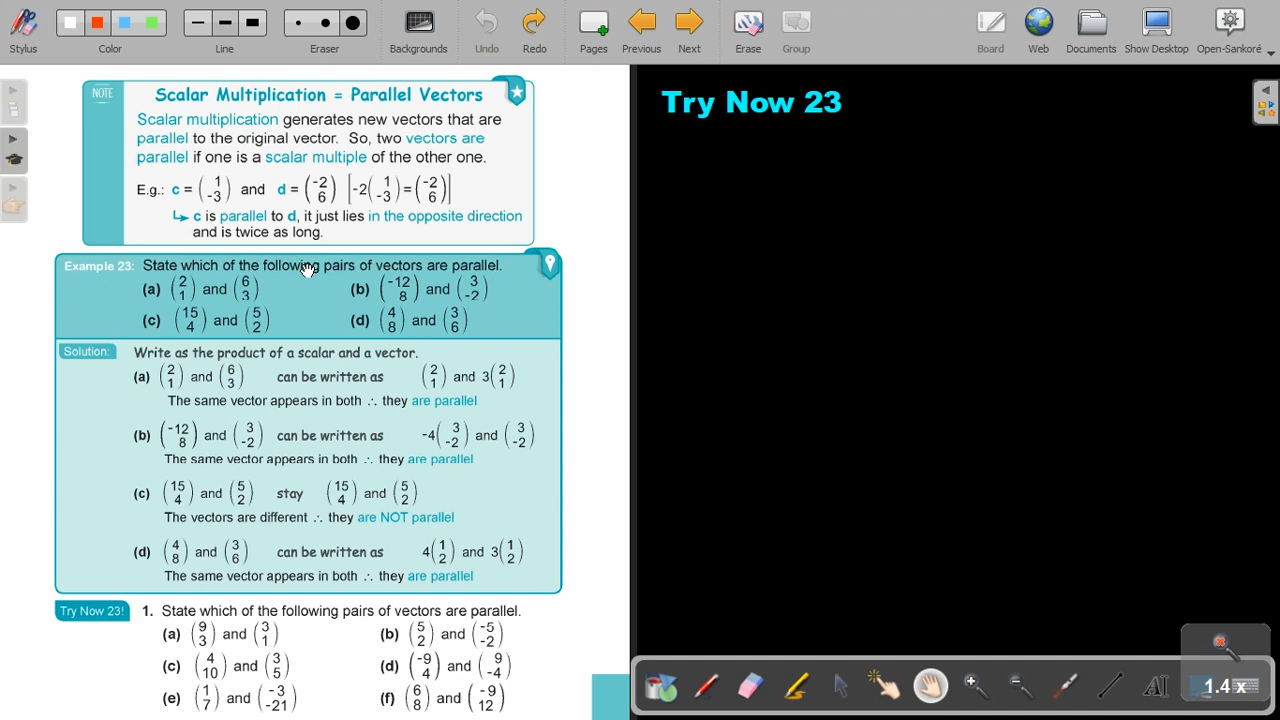 Stylus Color Line Eraser Backgrounds Undo Redo Pages Previous Next Erase Group Board Web Documents Show Desktop Open-Sankoré
NOTE
Scalar Multiplication = Parallel Vectors
Scalar multiplication generates new vectors that are
parallel to the original vector. So, two vectors are
parallel if one is a scalar multiple of the other one.
E.g.: c = (1 -3) and d = (-2 6) [-2(1 -3) = (-2 6)]
↳ c is parallel to d, it just lies in the opposite direction
and is twice as long.
Example 23: State which of the following pairs of vectors are parallel.
(a) (2 1) and (6 3) (b) (-12 8) and (3 -2)
(c) (15 4) and (5 2) (d) (4 8) and (3 6)
Solution: Write as the product of a scalar and a vector.
(a) (2 1) and (6 3) can be written as (2 1) and 3(2 1)
The same vector appears in both ∴ they are parallel
(b) (-12 8) and (3 -2) can be written as -4(3 -2) and (3 -2)
The same vector appears in both ∴ they are parallel
(c) (15 4) and (5 2) stay (15 4) and (5 2)
The vectors are different ∴ they are NOT parallel
(d) (4 8) and (3 6) can be written as 4(1 2) and 3(1 2)
The same vector appears in both ∴ they are parallel
Try Now 23! 1. State which of the following pairs of vectors are parallel.
(a) (9 3) and (3 1) (b) (5 2) and (-5 -2)
(c) (4 10) and (3 5) (d) (-9 4) and (9 -4)
(e) (1 7) and (-3 -21) (f) (6 8) and (-9 12)
Try Now 23
1.4 x